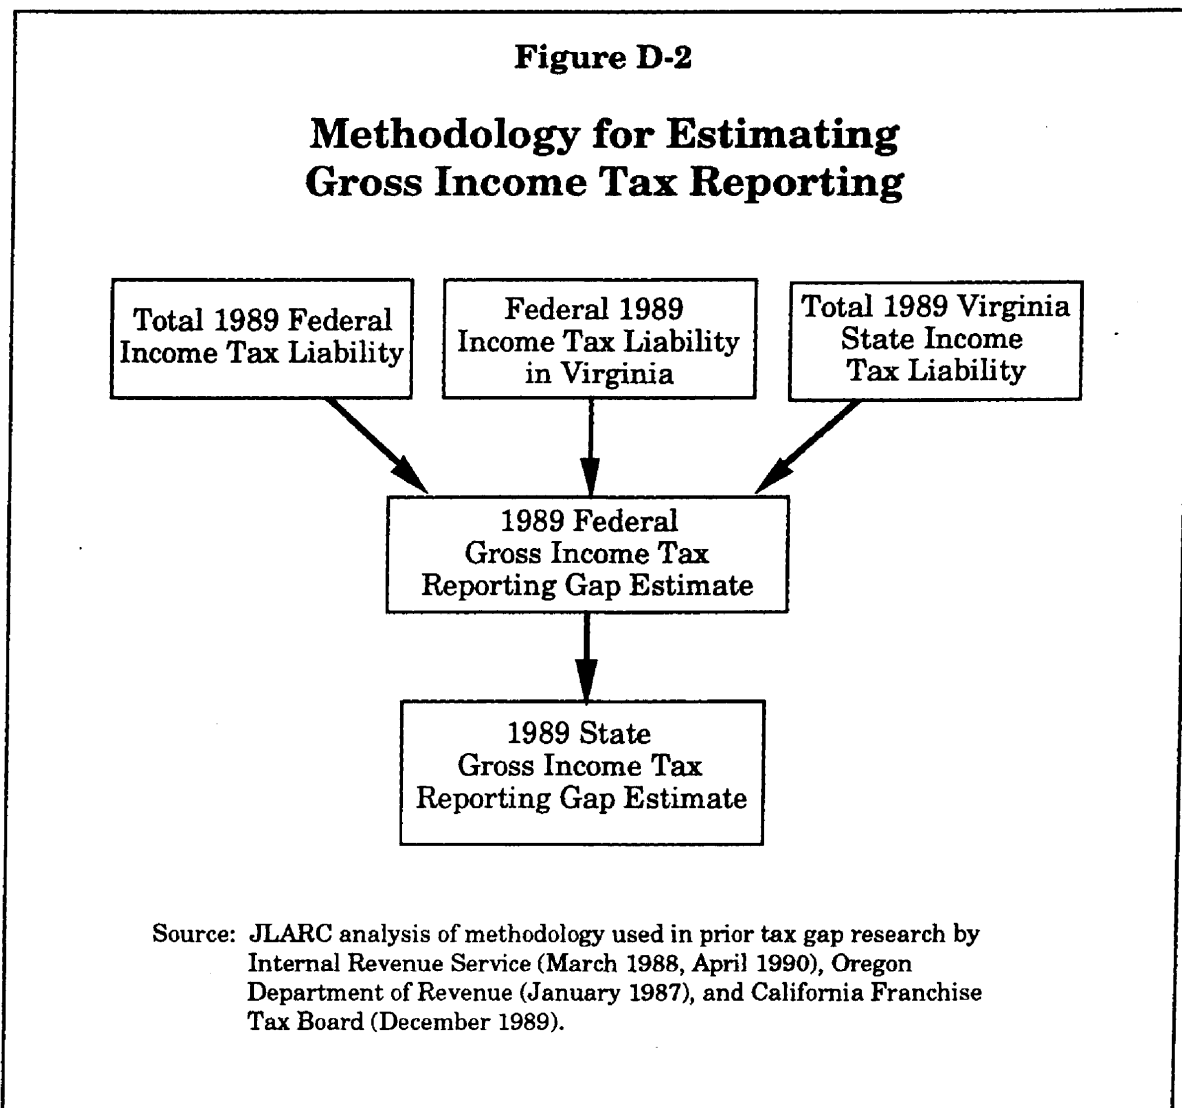 Figure D-2
Methodology for Estimating
Gross Income Tax Reporting
Total 1989 Federal
Income Tax Liability
Federal 1989
Income Tax Liability
in Virginia
Total 1989 Virginia
State Income
Tax Liability
1989 Federal
Gross Income Tax
Reporting Gap Estimate
1989 State
Gross Income Tax
Reporting Gap Estimate
Source: JLARC analysis of methodology used in prior tax gap research by
Internal Revenue Service (March 1988, April 1990), Oregon
Department of Revenue (January 1987), and California Franchise
Tax Board (December 1989).